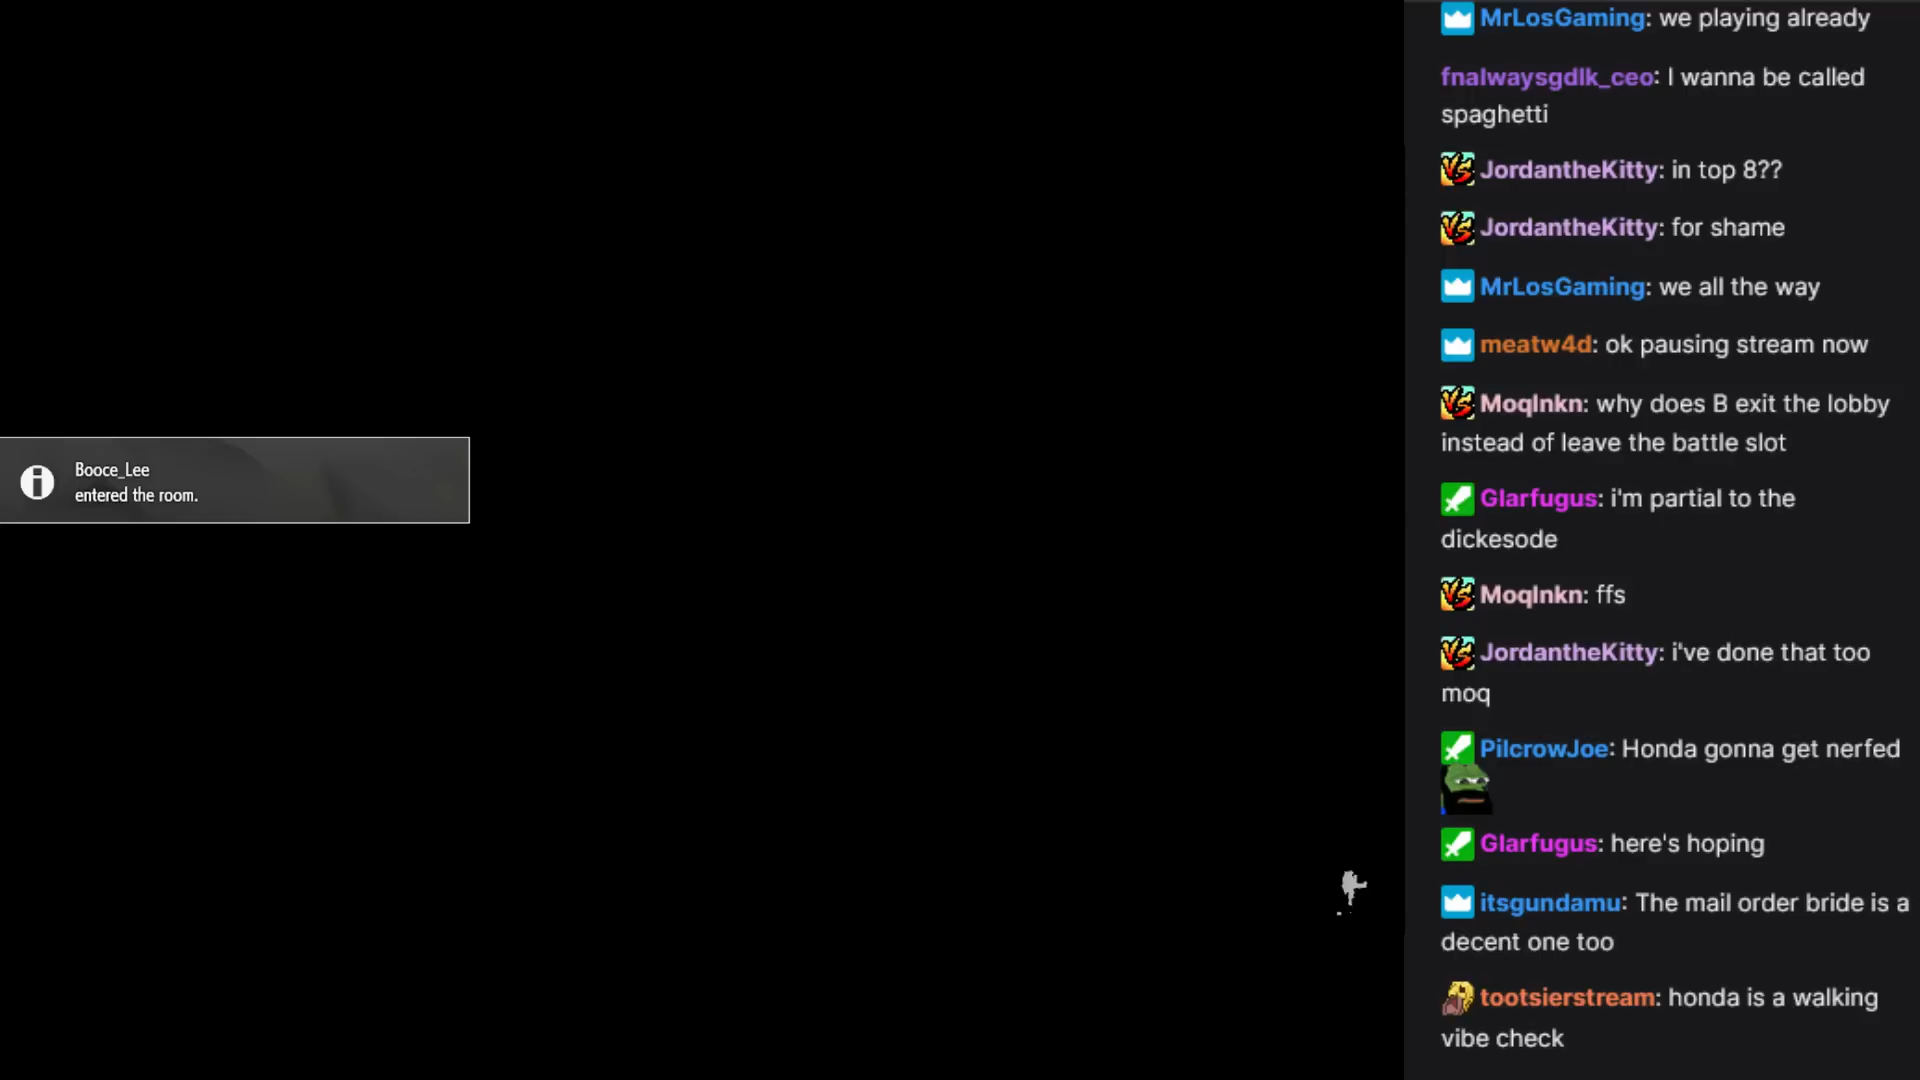 MrLosGaming: we playing already
fnalwaysgdlk_ceo: I wanna be called
spaghetti
JordantheKitty: in top 8??
JordantheKitty: for shame
MrLosGaming: we all the way
meatw4d: ok pausing stream now
MoqInkn: why does B exit the lobby
instead of leave the battle slot
Booce_Lee
entered the room.
Glarfugus: i'm partial to the
dickesode
MoqInkn: ffs
JordantheKitty: i've done that too
moq
PilcrowJoe: Honda gonna get nerfed
Glarfugus: here's hoping
itsgundamu: The mail order bride is a
decent one too
tootsierstream: honda is a walking
vibe check